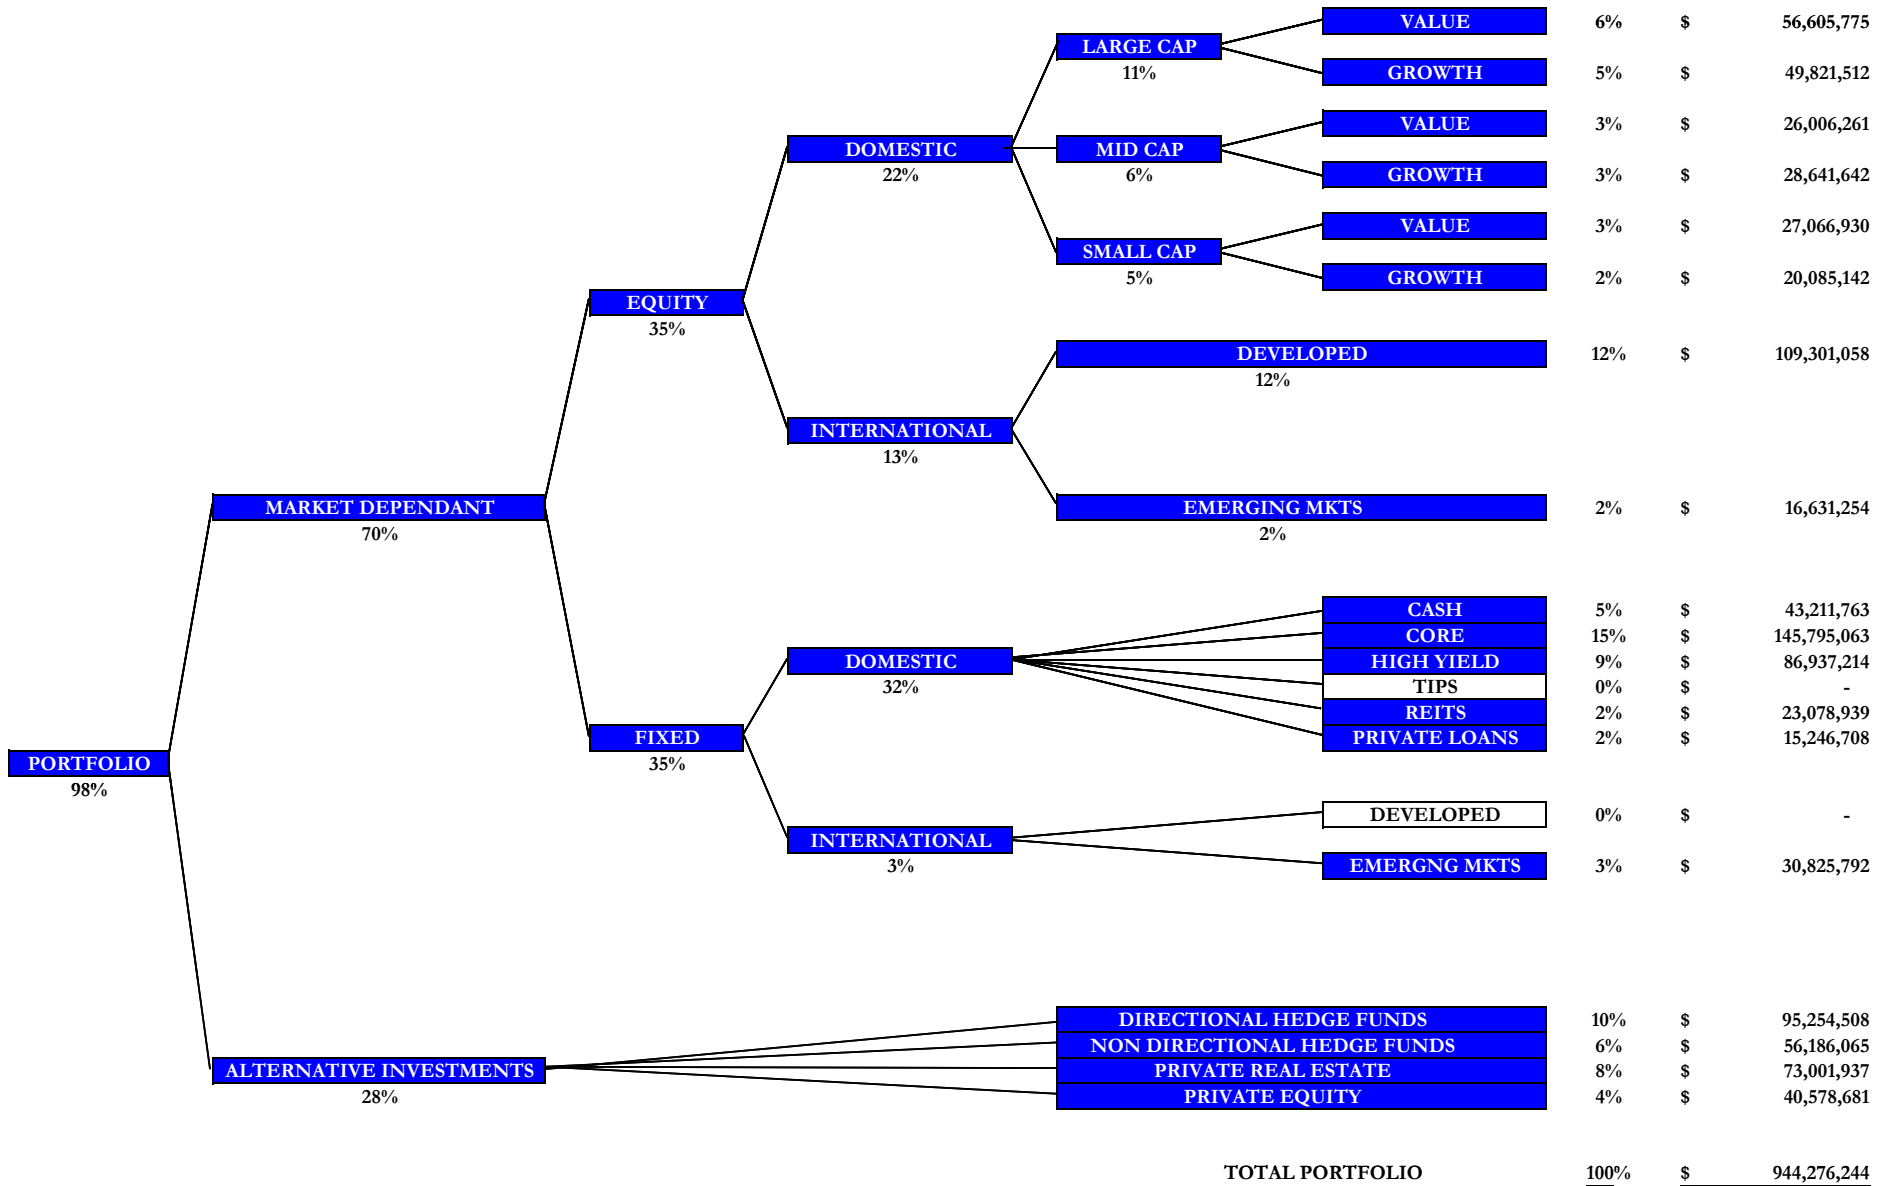 VALUE 6% $ 56,605,775
LARGE CAP
11%
GROWTH 5% $ 49,821,512
VALUE 3% $ 26,006,261
DOMESTIC MID CAP
22% 6%
GROWTH 3% $ 28,641,642
VALUE 3% $ 27,066,930
SMALL CAP
5%
GROWTH 2% $ 20,085,142
EQUITY
35%
DEVELOPED 12% $ 109,301,058
12%
INTERNATIONAL
13%
MARKET DEPENDANT EMERGING MKTS 2% $ 16,631,254
70% 2%
CASH 5% $ 43,211,763
CORE 15% $ 145,795,063
DOMESTIC HIGH YIELD 9% $ 86,937,214
32% TIPS 0% $ -
REITS 2% $ 23,078,939
FIXED PRIVATE LOANS 2% $ 15,246,708
35%
PORTFOLIO
98%
DEVELOPED 0% $ -
INTERNATIONAL
3%
EMERGNG MKTS 3% $ 30,825,792
DIRECTIONAL HEDGE FUNDS 10% $ 95,254,508
NON DIRECTIONAL HEDGE FUNDS 6% $ 56,186,065
ALTERNATIVE INVESTMENTS PRIVATE REAL ESTATE 8% $ 73,001,937
28% PRIVATE EQUITY 4% $ 40,578,681
TOTAL PORTFOLIO 100% $ 944,276,244